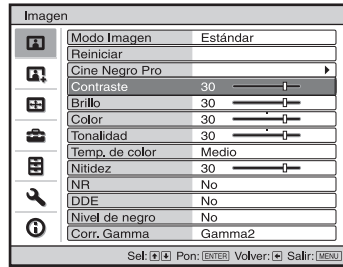 Imagen
Modo Imagen Estándar
Reiniciar
Cine Negro Pro
Contraste 30
Brillo 30
Color 30
Tonalidad 30
Temp. de color Medio
Nitidez 30
NR No
DDE No
Nivel de negro No
Corr. Gamma Gamma2
Sel: Pon: ENTER Volver: Salir: MENU